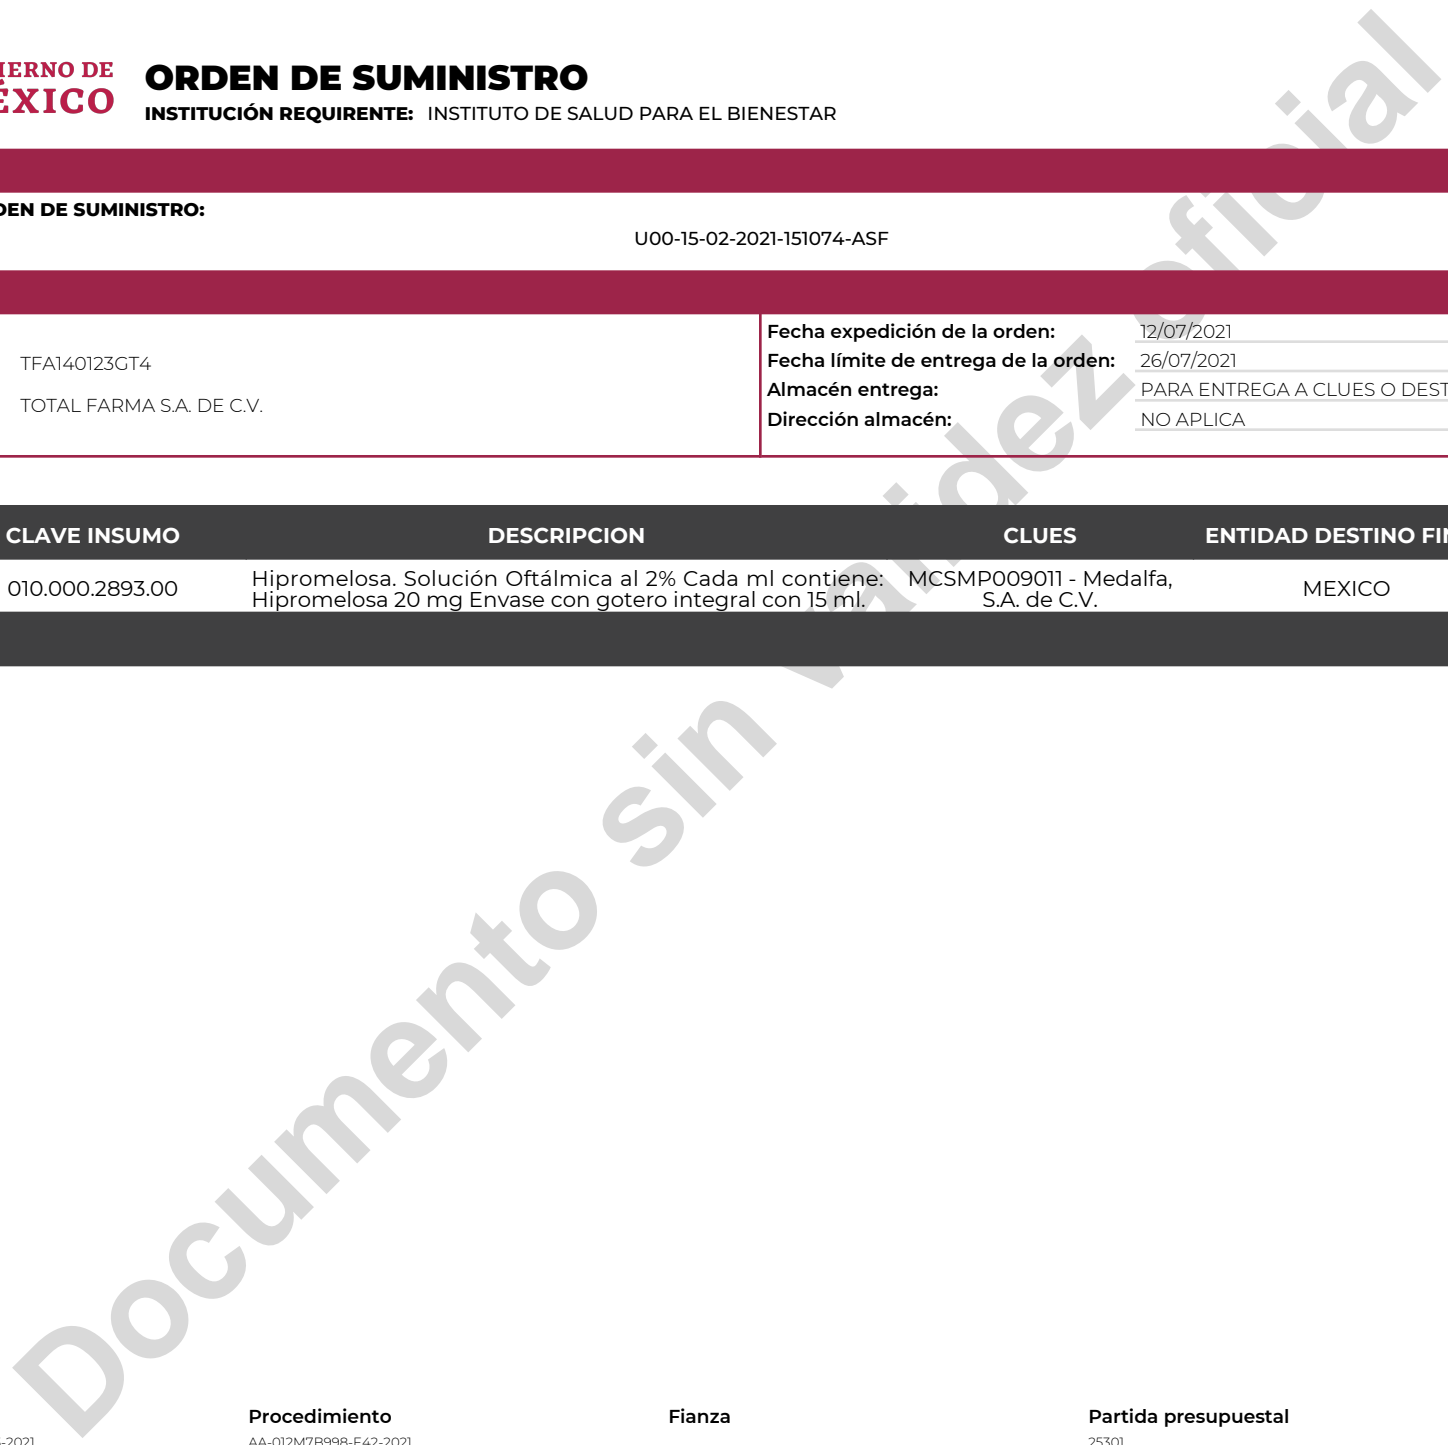 ORDEN DE SUMINISTRO
INSTITUCIÓN REQUIRENTE: INSTITUTO DE SALUD PARA EL BIENESTAR
DE
XICO
DE SUMINISTRO:
U00-15-02-2021-151074-ASF
TFA140123GT4
TOTAL FARMA S.A. DE C.V.
Fecha expedición de la orden: 12/07/2021
Fecha límite de entrega de la orden: 26/07/2021
Almacén entrega: PARA ENTREGA A CLUES O DEST
Dirección almacén: NO APLICA
CLAVE INSUMO DESCRIPCION CLUES ENTIDAD DESTINO FIN
010.000.2893.00 Hipromelosa. Solución Oftálmica al 2% Cada ml contiene: MCSMP009011 - Medalfa, MEXICO
Hipromelosa 20 mg Envase con gotero integral con 15 ml. S.A. de C.V.
Documento sin validez oficial
Procedimiento Fianza Partida presupuestal
-2021 AA-012M7B998-E42-2021 25301